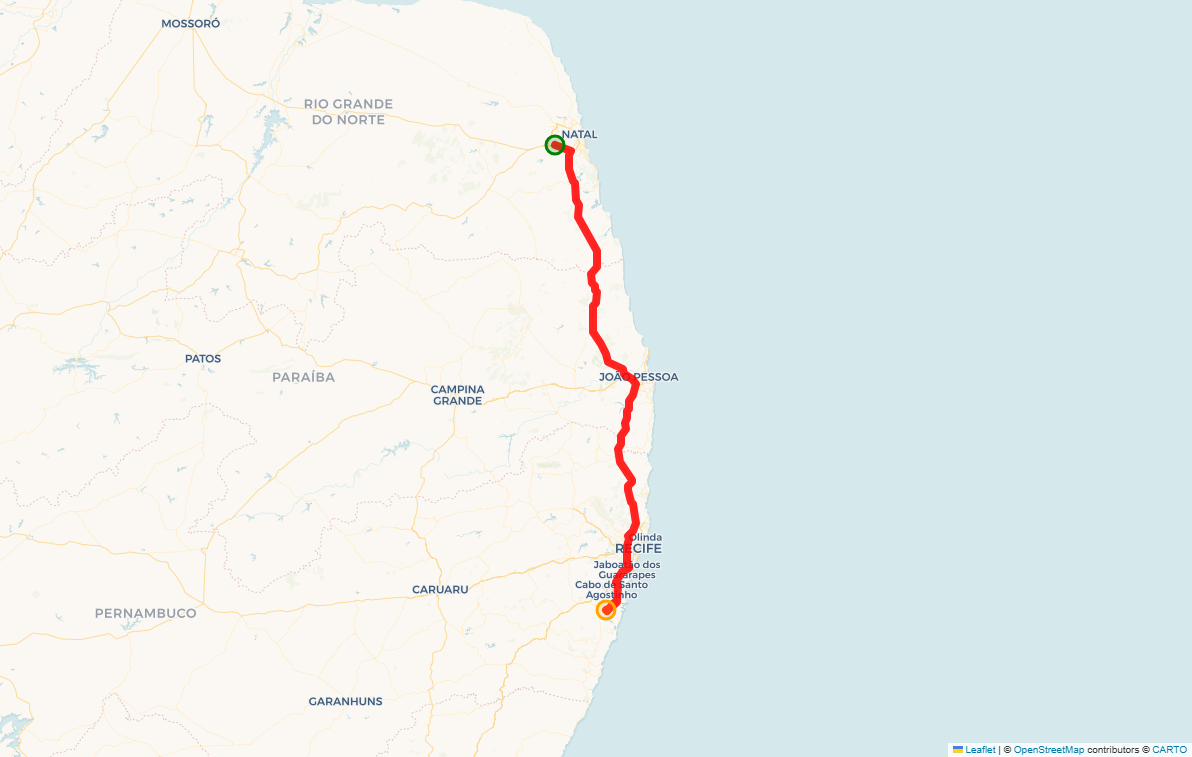 MOSSORÓ
RIO GRANDE
DO NORTE
NATAL
PATOS
PARAÍBA
JOÃO PESSOA
CAMPINA
GRANDE
Olinda
RECIFE
Jaboatão dos
Guararapes
Cabo de Santo
Agostinho
CARUARU
PERNAMBUCO
GARANHUNS
Leaflet | © OpenStreetMap contributors © CARTO